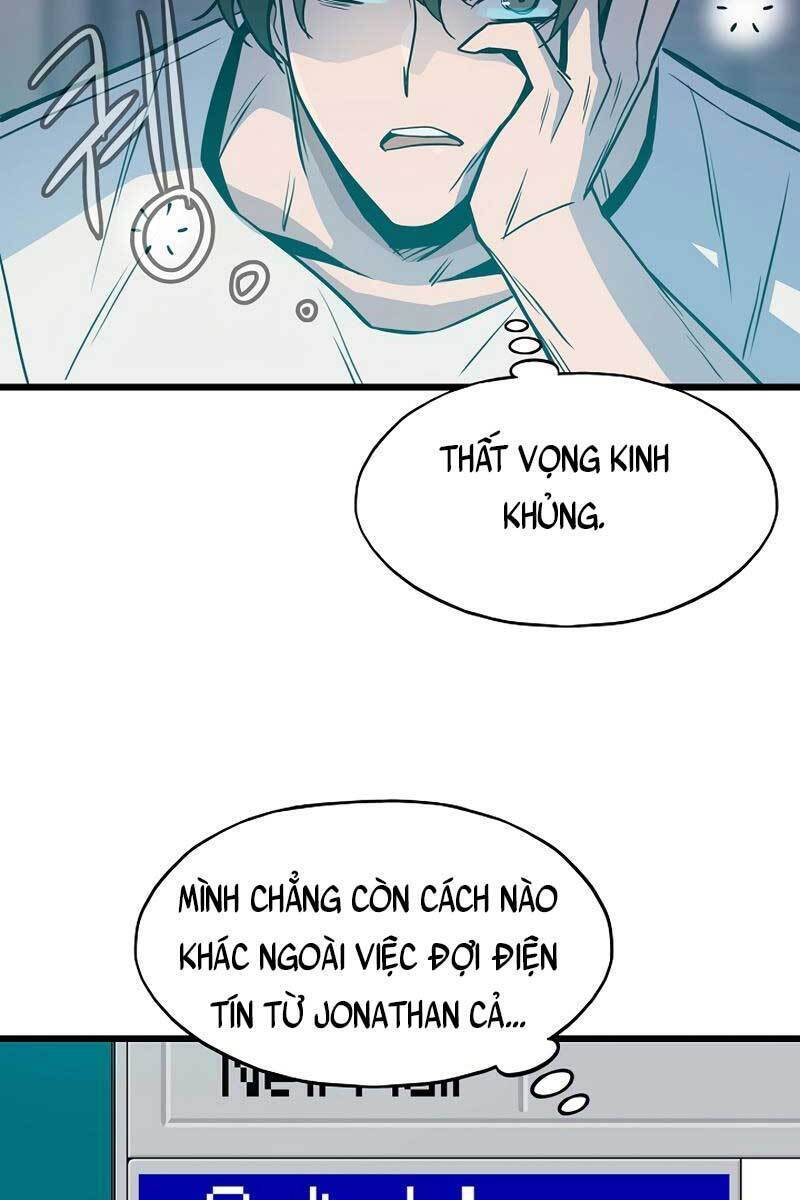 THẤT VỌNG KINH
KHỦNG.
MÌNH CHẲNG CÒN CÁCH NÀO
KHÁC NGOÀI VIỆC ĐỢI ĐIỆN
TÍN TỪ JONATHAN CẢ...